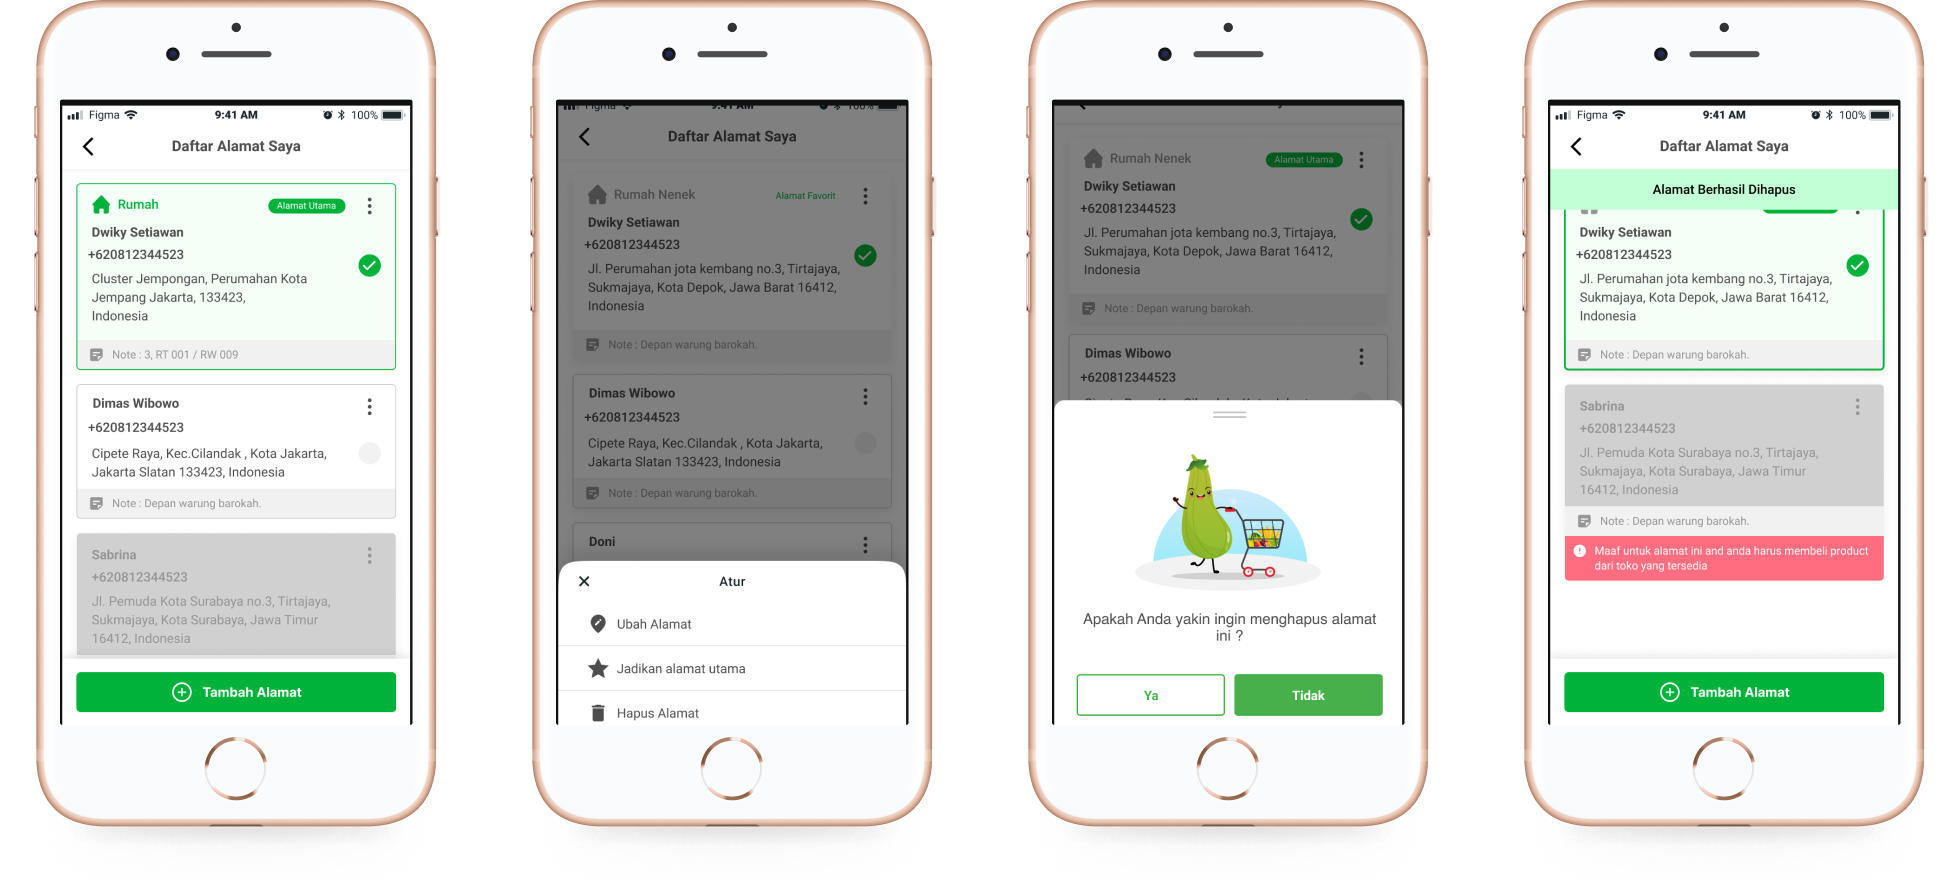 Figma
9:41 AM
100%
Daftar Alamat Saya
Rumah
Alamat Utama
Dwiky Setiawan
+620812344523
Cluster Jempongan, Perumahan Kota
Jempang Jakarta, 133423,
Indonesia
Note : 3, RT 001 / RW 009
Dimas Wibowo
+620812344523
Cipete Raya, Kec.Cilandak , Kota Jakarta,
Jakarta Slatan 133423, Indonesia
Note : Depan warung barokah.
Sabrina
+620812344523
Jl. Pemuda Kota Surabaya no.3, Tirtajaya,
Sukmajaya, Kota Surabaya, Jawa Timur
16412, Indonesia
Tambah Alamat
Figma
9:41 AM
100%
Daftar Alamat Saya
Rumah Nenek
Alamat Favorit
Dwiky Setiawan
+620812344523
Jl. Perumahan jota kembang no.3, Tirtajaya,
Sukmajaya, Kota Depok, Jawa Barat 16412,
Indonesia
Note : Depan warung barokah.
Dimas Wibowo
+620812344523
Cipete Raya, Kec.Cilandak , Kota Jakarta,
Jakarta Slatan 133423, Indonesia
Note : Depan warung barokah.
Doni
Atur
Ubah Alamat
Jadikan alamat utama
Hapus Alamat
Rumah Nenek
Alamat Utama
Dwiky Setiawan
+620812344523
Jl. Perumahan jota kembang no.3, Tirtajaya,
Sukmajaya, Kota Depok, Jawa Barat 16412,
Indonesia
Note : Depan warung barokah.
Dimas Wibowo
+620812344523
Apakah Anda yakin ingin menghapus alamat
ini ?
Ya
Tidak
Figma
9:41 AM
100%
Daftar Alamat Saya
Alamat Berhasil Dihapus
Dwiky Setiawan
+620812344523
Jl. Perumahan jota kembang no.3, Tirtajaya,
Sukmajaya, Kota Depok, Jawa Barat 16412,
Indonesia
Note : Depan warung barokah.
Sabrina
+620812344523
Jl. Pemuda Kota Surabaya no.3, Tirtajaya,
Sukmajaya, Kota Surabaya, Jawa Timur
16412, Indonesia
Note : Depan warung barokah.
Maaf untuk alamat ini and anda harus membeli product
dari toko yang tersedia
Tambah Alamat